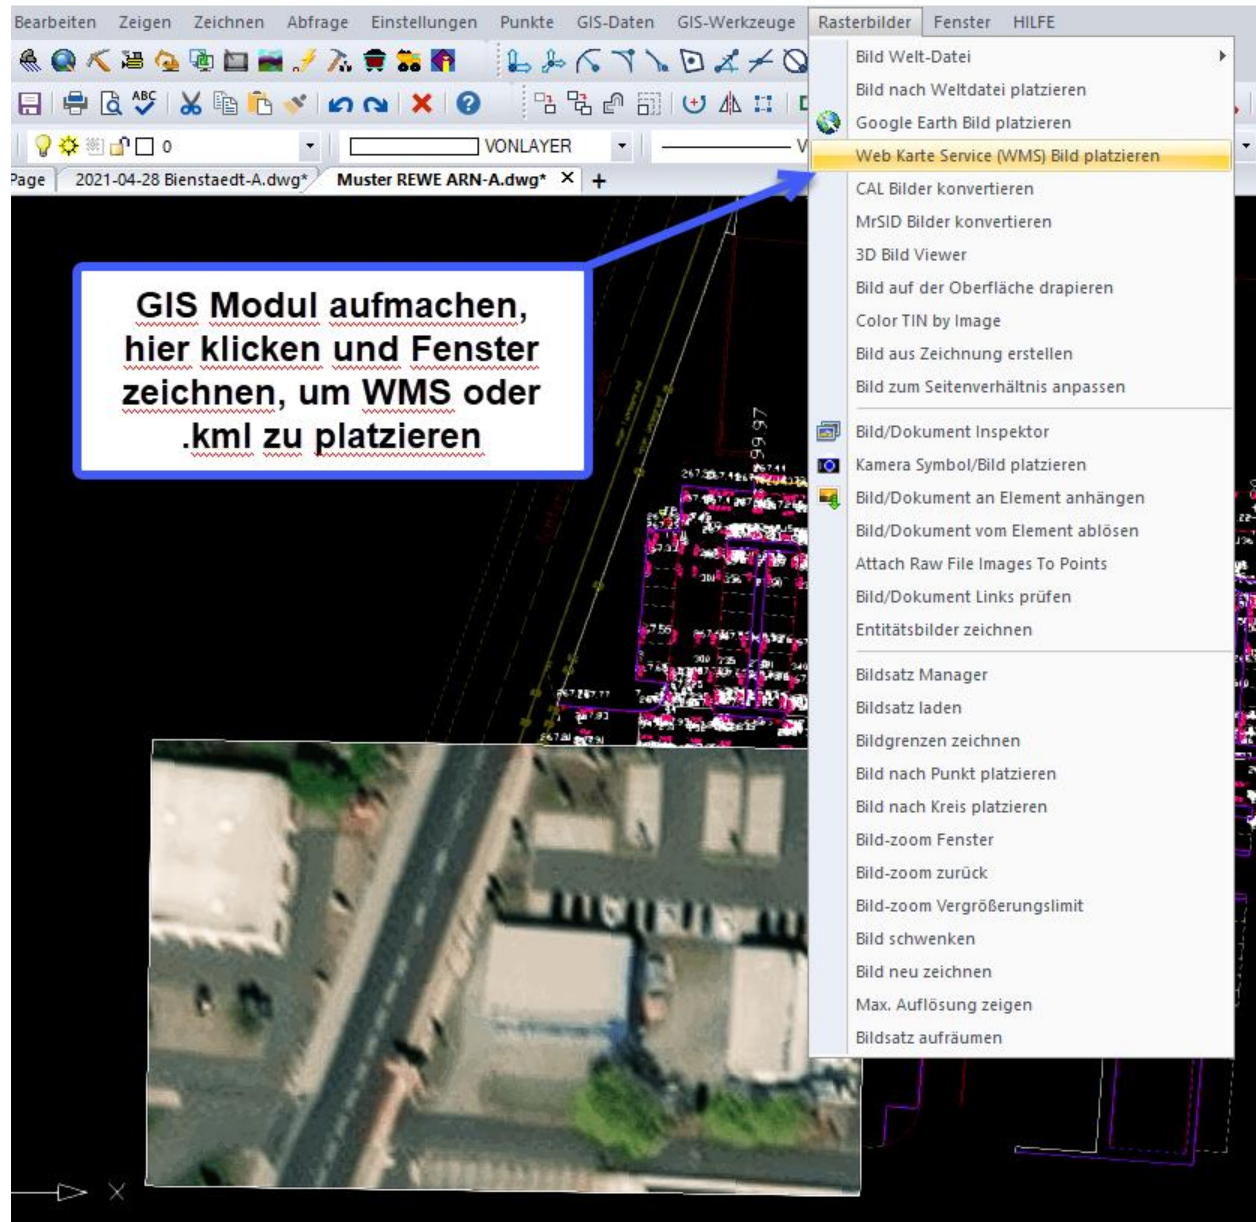 Bearbeiten Zeigen Zeichnen Abfrage Einstellungen Punkte GIS-Daten GIS-Werkzeuge Rasterbilder Fenster HILFE
ABC
0 VONLAYER V
Page 2021-04-28 Bienstaedt-A.dwg* Muster REWE ARN-A.dwg*
GIS Modul aufmachen,
hier klicken und Fenster
zeichnen, um WMS oder
.kml zu platzieren
Bild Welt-Datei
Bild nach Weltdatei platzieren
Google Earth Bild platzieren
Web Karte Service (WMS) Bild platzieren
CAL Bilder konvertieren
MrSID Bilder konvertieren
3D Bild Viewer
Bild auf der Oberfläche drapieren
Color TIN by Image
Bild aus Zeichnung erstellen
Bild zum Seitenverhältnis anpassen
Bild/Dokument Inspektor
Kamera Symbol/Bild platzieren
Bild/Dokument an Element anhängen
Bild/Dokument vom Element ablösen
Attach Raw File Images To Points
Bild/Dokument Links prüfen
Entitätsbilder zeichnen
Bildsatz Manager
Bildsatz laden
Bildgrenzen zeichnen
Bild nach Punkt platzieren
Bild nach Kreis platzieren
Bild-zoom Fenster
Bild-zoom zurück
Bild-zoom Vergrößerungslimit
Bild schwenken
Bild neu zeichnen
Max. Auflösung zeigen
Bildsatz aufräumen
X